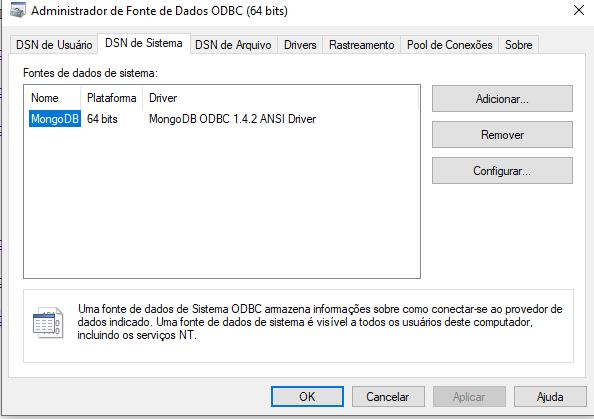 Administrador de Fonte de Dados ODBC (64 bits)
DSN de Usuário DSN de Sistema DSN de Arquivo Drivers Rastreamento Pool de Conexões Sobre
Fontes de dados de sistema:
Nome Plataforma Driver
MongoDB 64 bits MongoDB ODBC 1.4.2 ANSI Driver
Adicionar...
Remover
Configurar...
Uma fonte de dados de Sistema ODBC armazena informações sobre como conectar-se ao provedor de
dados indicado. Uma fonte de dados de sistema é visível a todos os usuários deste computador,
incluindo os serviços NT.
OK Cancelar Aplicar Ajuda